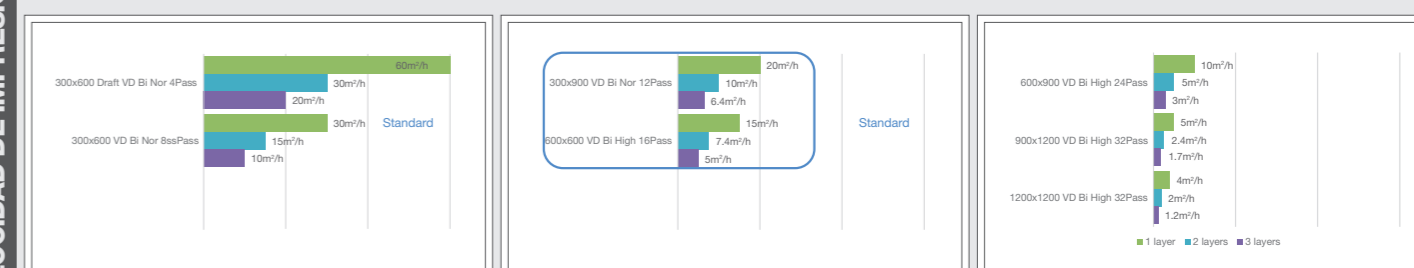 60m²/h
300x600 Draft VD Bi Nor 4Pass
30m²/h
20m²/h
30m²/h
Standard
300x600 VD Bi Nor 8ssPass
15m²/h
10m²/h
20m²/h
300x900 VD Bi Nor 12Pass
10m²/h
6.4m²/h
15m²/h
Standard
600x600 VD Bi High 16Pass
7.4m²/h
5m²/h
10m²/h
600x900 VD Bi High 24Pass
5m²/h
3m²/h
5m²/h
900x1200 VD Bi High 32Pass
2.4m²/h
1.7m²/h
4m²/h
1200x1200 VD Bi High 32Pass
2m²/h
1.2m²/h
1 layer 2 layers 3 layers